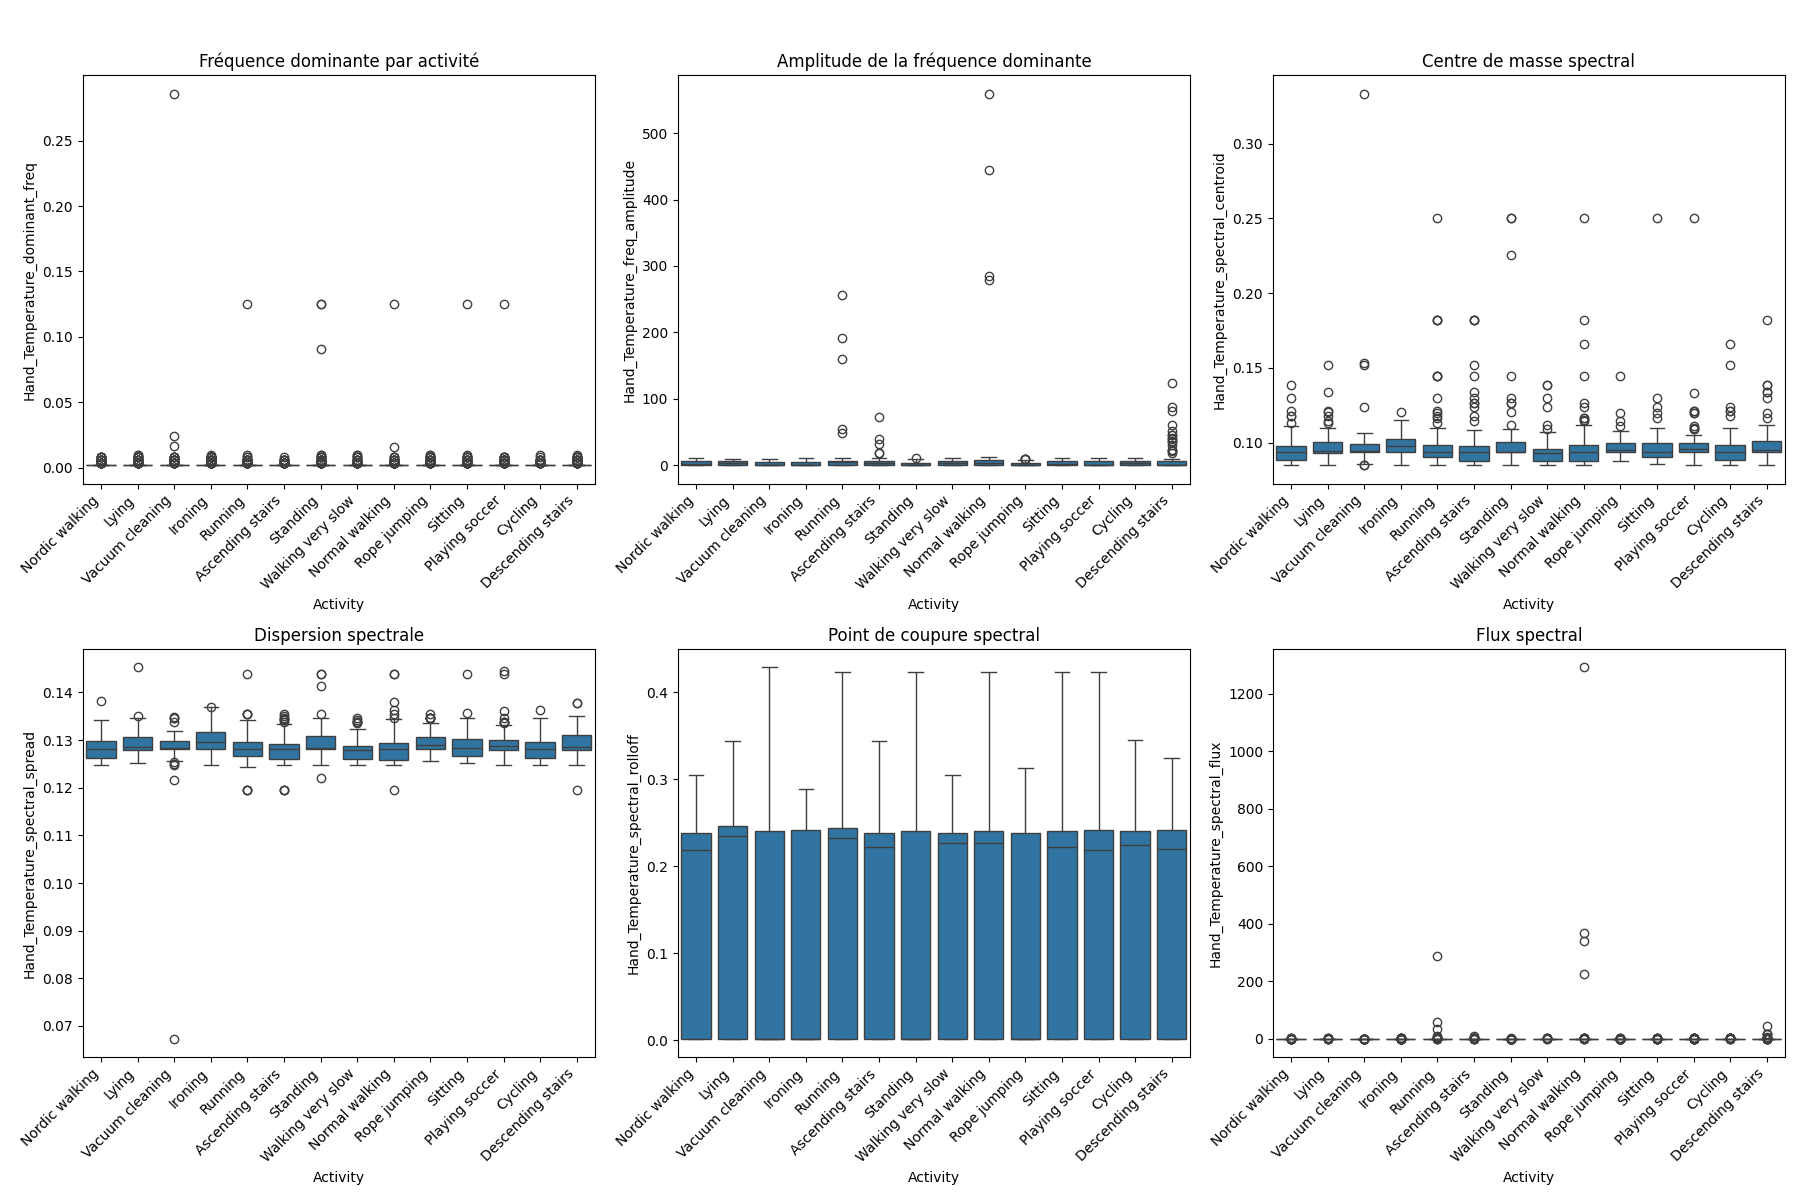 Fréquence dominante par activité
Hand_Temperature_dominant_freq
0.25
0.20
0.15
0.10
0.05
0.00
Nordic walking
Lying
Vacuum cleaning
Ironing
Running
Ascending stairs
Standing
Walking very slow
Normal walking
Rope jumping
Sitting
Playing soccer
Cycling
Descending stairs
Activity
Amplitude de la fréquence dominante
Hand_Temperature_freq_amplitude
500
400
300
200
100
0
Nordic walking
Lying
Vacuum cleaning
Ironing
Running
Ascending stairs
Standing
Walking very slow
Normal walking
Rope jumping
Sitting
Playing soccer
Cycling
Descending stairs
Activity
Centre de masse spectral
Hand_Temperature_spectral_centroid
0.30
0.25
0.20
0.15
0.10
Nordic walking
Lying
Vacuum cleaning
Ironing
Running
Ascending stairs
Standing
Walking very slow
Normal walking
Rope jumping
Sitting
Playing soccer
Cycling
Descending stairs
Activity
Dispersion spectrale
Hand_Temperature_spectral_spread
0.14
0.13
0.12
0.11
0.10
0.09
0.08
0.07
Nordic walking
Lying
Vacuum cleaning
Ironing
Running
Ascending stairs
Standing
Walking very slow
Normal walking
Rope jumping
Sitting
Playing soccer
Cycling
Descending stairs
Activity
Point de coupure spectral
Hand_Temperature_spectral_rolloff
0.4
0.3
0.2
0.1
0.0
Nordic walking
Lying
Vacuum cleaning
Ironing
Running
Ascending stairs
Standing
Walking very slow
Normal walking
Rope jumping
Sitting
Playing soccer
Cycling
Descending stairs
Activity
Flux spectral
Hand_Temperature_spectral_flux
1200
1000
800
600
400
200
0
Nordic walking
Lying
Vacuum cleaning
Ironing
Running
Ascending stairs
Standing
Walking very slow
Normal walking
Rope jumping
Sitting
Playing soccer
Cycling
Descending stairs
Activity